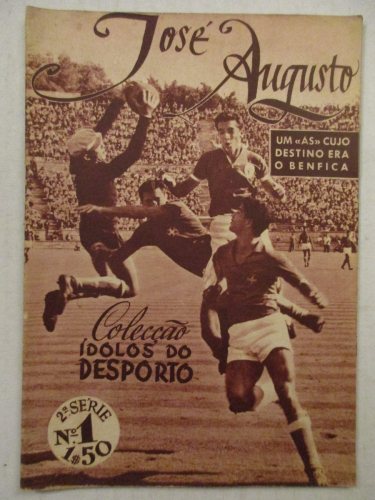 José Augusto
UM «ÁS» CUJO
DESTINO ERA
O BENFICA
Colecção
ÍDOLOS DO
DESPORTO
2ª SÉRIE
Nº 1
1$50